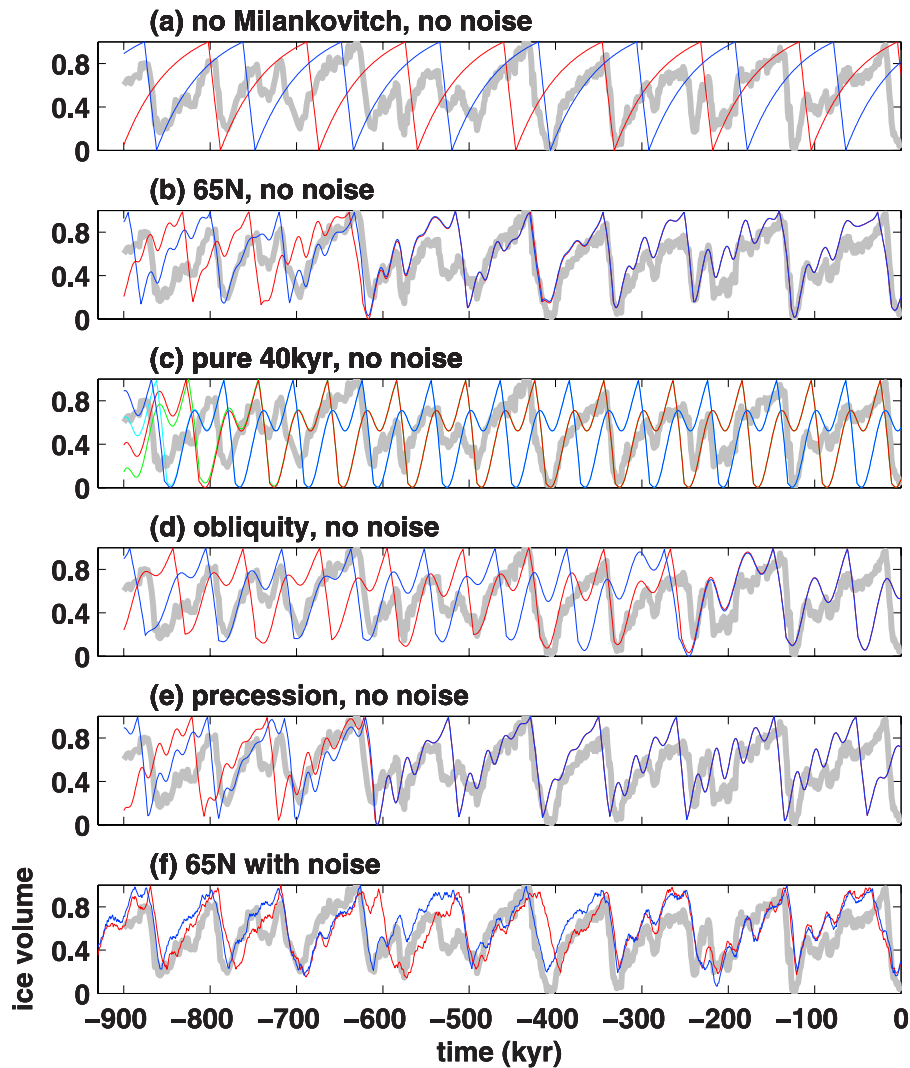 (a) no Milankovitch, no noise
0.8
0.4
0
(b) 65N, no noise
0.8
0.4
0
(c) pure 40kyr, no noise
0.8
0.4
0
(d) obliquity, no noise
0.8
0.4
0
(e) precession, no noise
0.8
0.4
0
(f) 65N with noise
0.8
0.4
0
ice volume
−900 −800 −700 −600 −500 −400 −300 −200 −100 0
time (kyr)